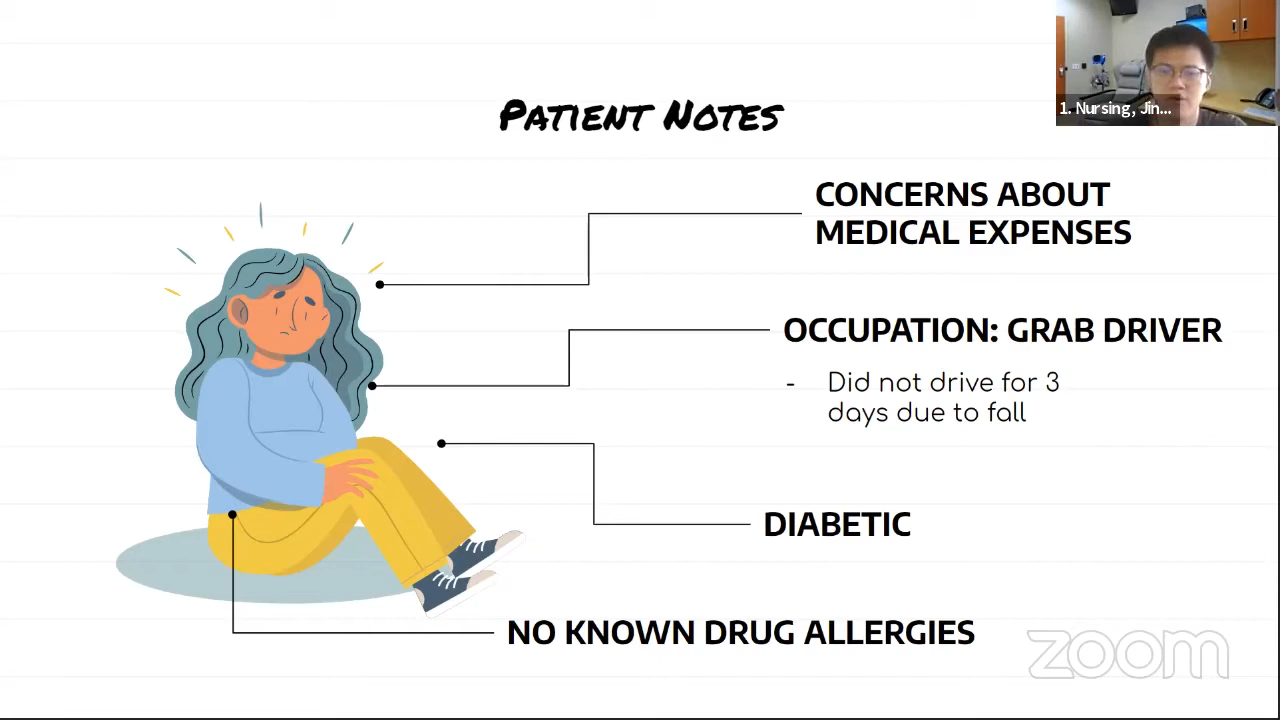 PATIENT NOTES
1. Nursing, Jin...
CONCERNS ABOUT
MEDICAL EXPENSES
OCCUPATION: GRAB DRIVER
- Did not drive for 3
days due to fall
DIABETIC
NO KNOWN DRUG ALLERGIES
zoom